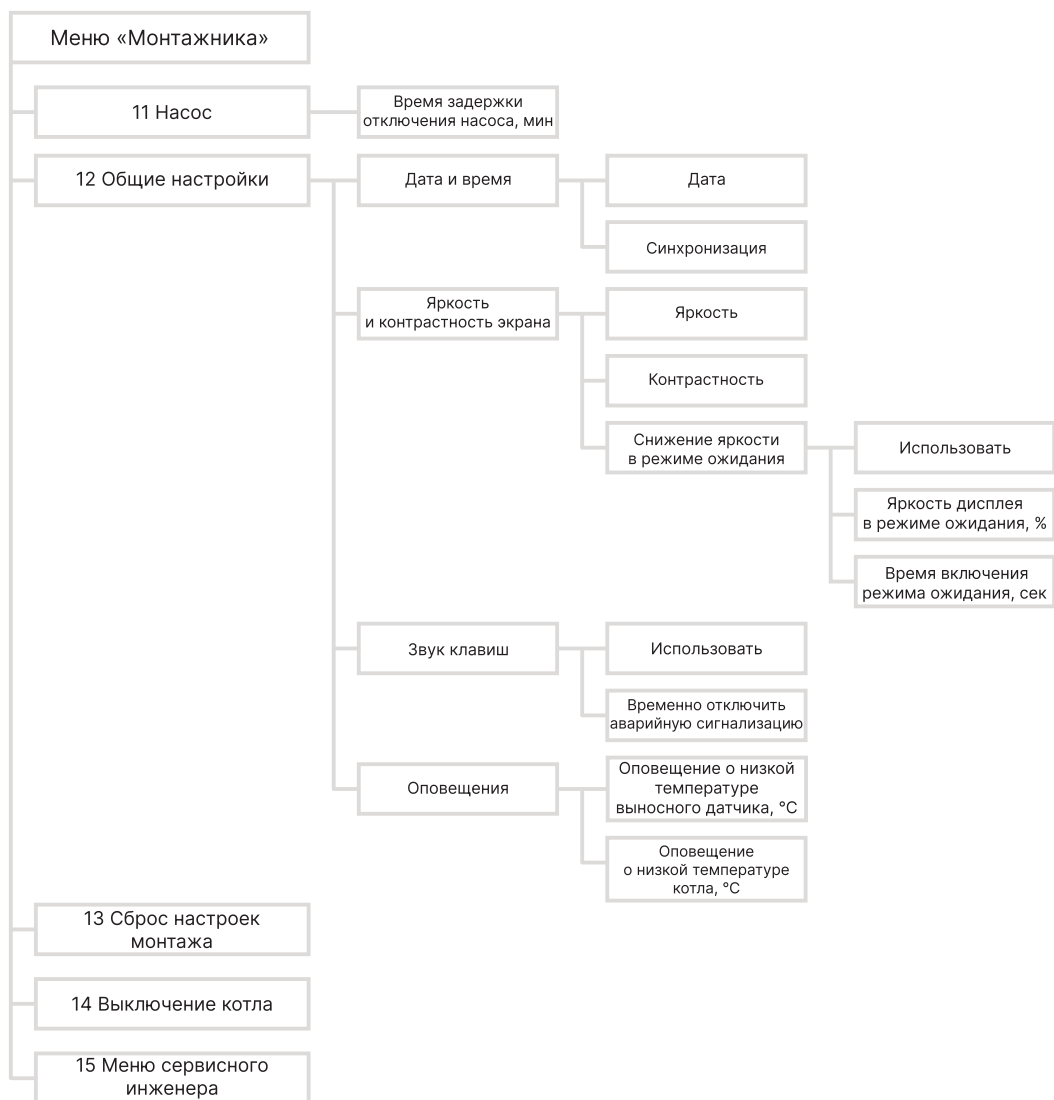 Меню «Монтажника»
11 Насос
Время задержки
отключения насоса, мин
12 Общие настройки
Дата и время
Дата
Синхронизация
Яркость
и контрастность экрана
Яркость
Контрастность
Снижение яркости
в режиме ожидания
Использовать
Яркость дисплея
в режиме ожидания, %
Время включения
режима ожидания, сек
Звук клавиш
Использовать
Временно отключить
аварийную сигнализацию
Оповещения
Оповещение о низкой
температуре
выносного датчика, °С
Оповещение
о низкой температуре
котла, °С
13 Сброс настроек
монтажа
14 Выключение котла
15 Меню сервисного
инженера